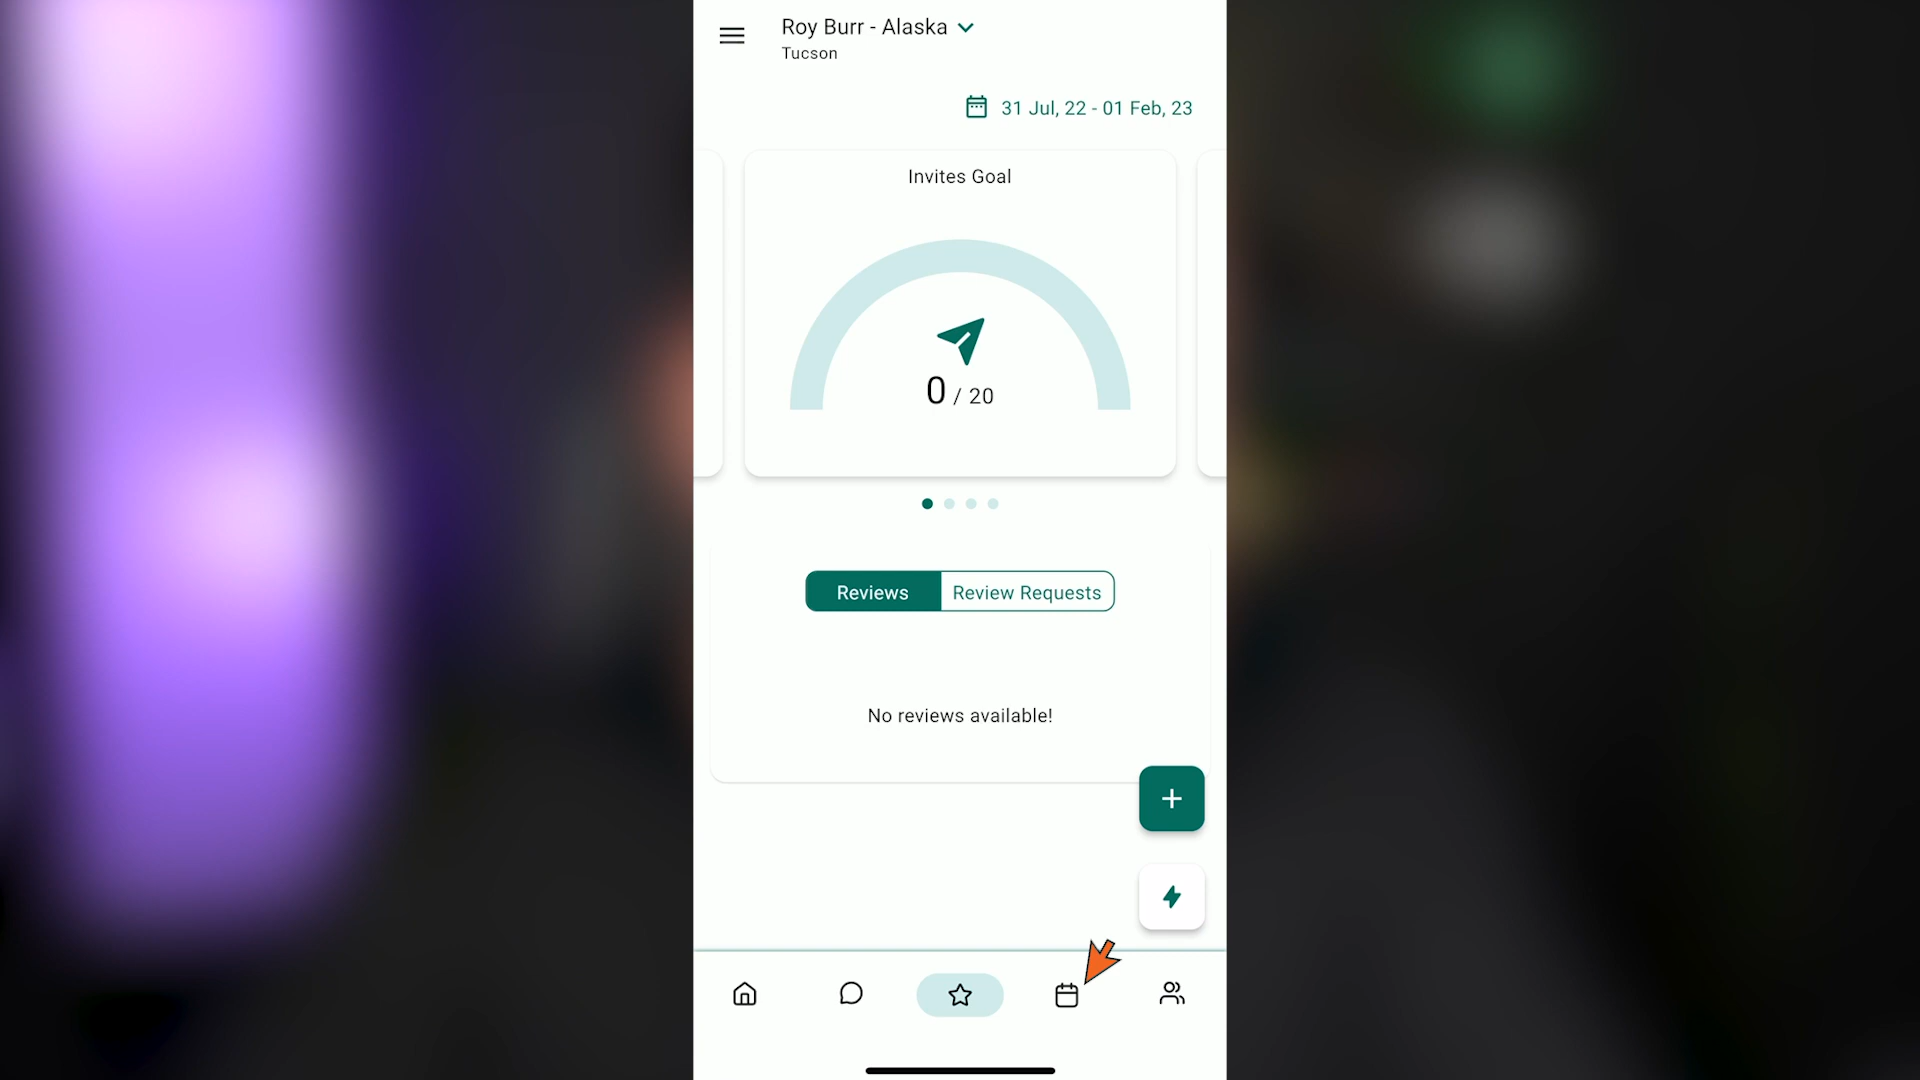 Roy Burr - Alaska
Tucson
31 Jul, 22 - 01 Feb, 23
Invites Goal
0 / 20
Reviews
Review Requests
No reviews available!